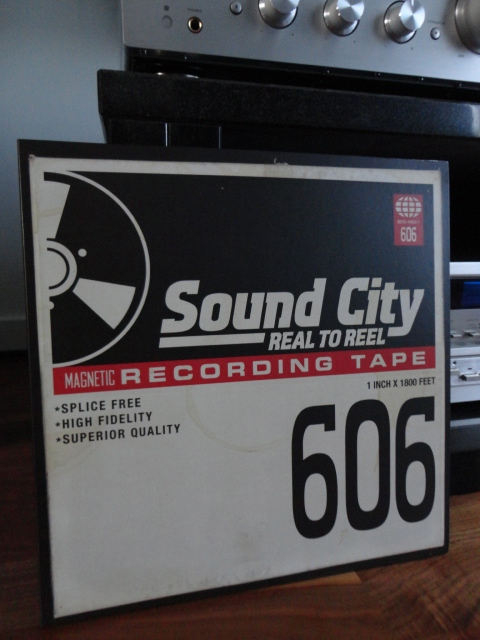 606
Sound City
REAL TO REEL
MAGNETIC RECORDING TAPE
1 INCH X 1800 FEET
*SPLICE FREE
*HIGH FIDELITY
*SUPERIOR QUALITY
606